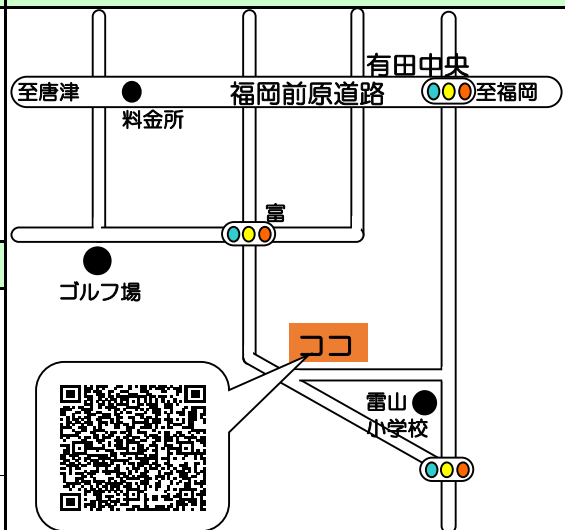 有田中央
至唐津
福岡前原道路
至福岡
料金所
富
ゴルフ場
ココ
雷山
小学校